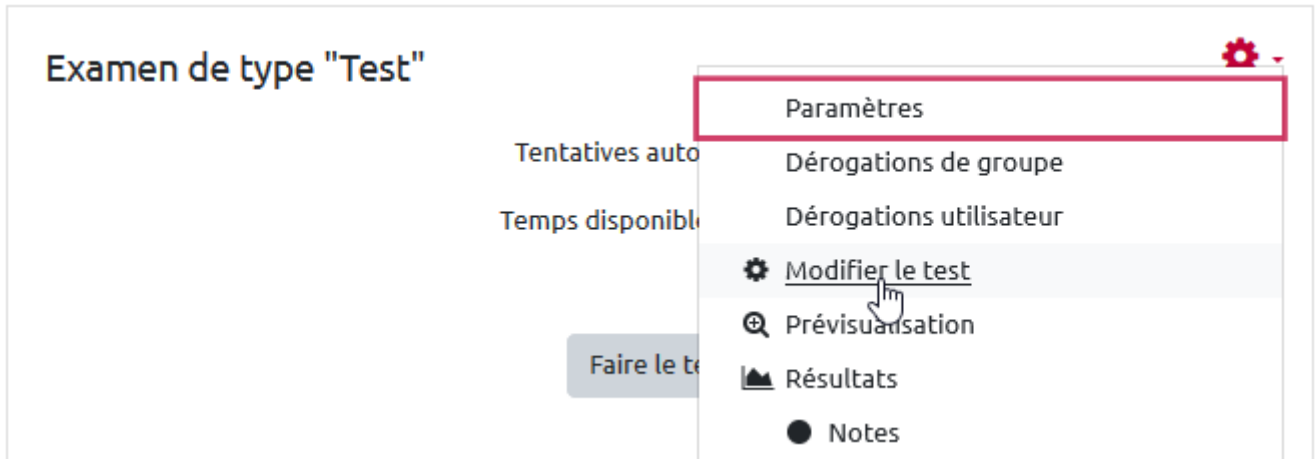 Examen de type "Test"
Paramètres
Tentatives auto
Dérogations de groupe
Temps disponible
Dérogations utilisateur
Modifier le test
Prévisualisation
Faire le te
Résultats
Notes